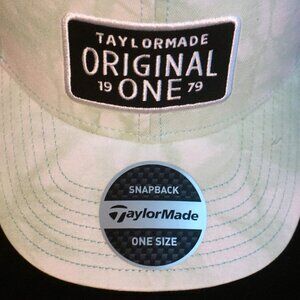 TAYLORMADE
ORIGINAL
19 ONE 79
SNAPBACK
TaylorMade
ONE SIZE